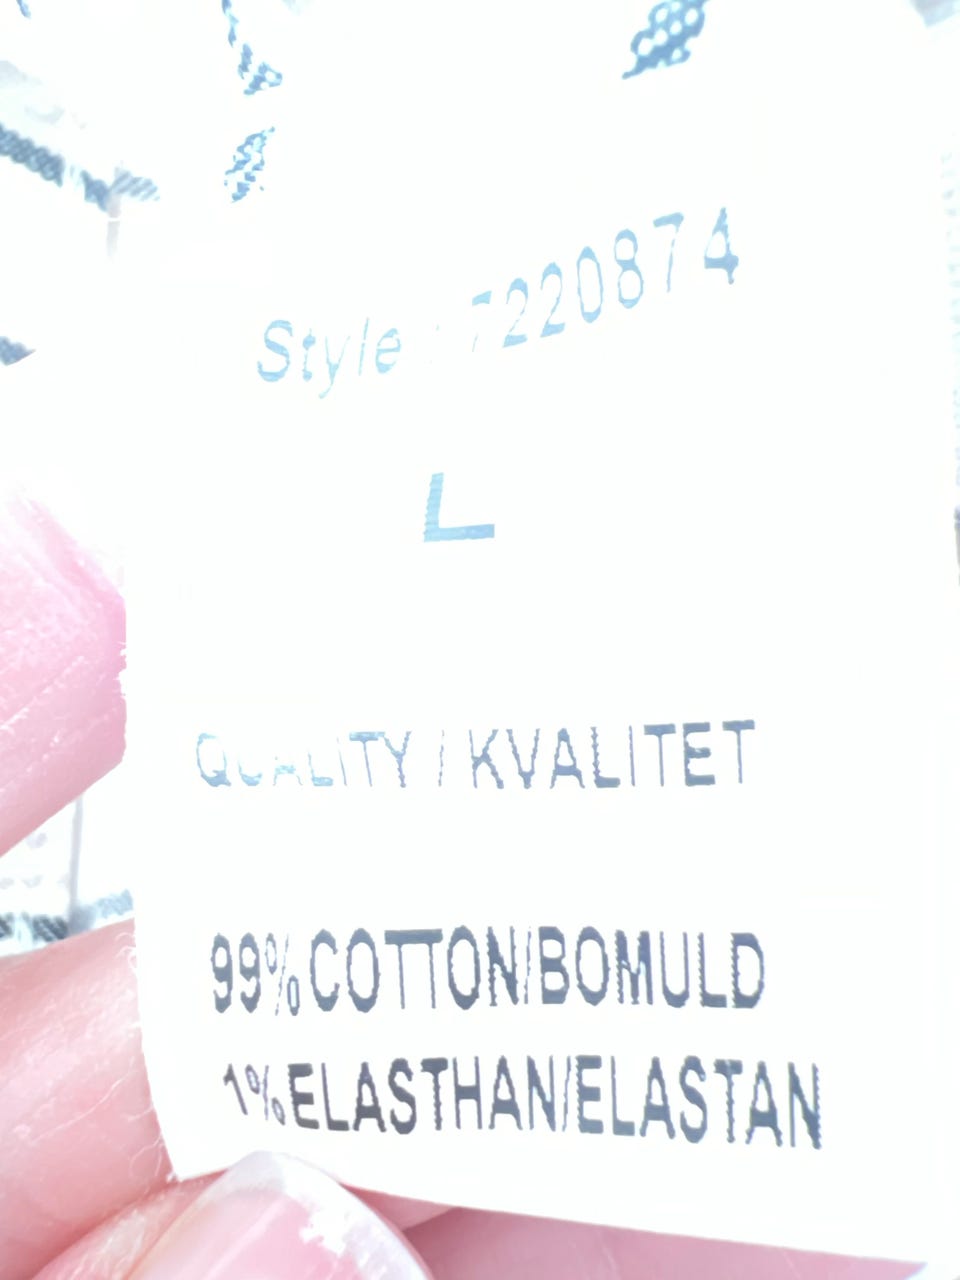 Style : 7220874
L
QUALITY / KVALITET
99% COTTON/BOMULD
1% ELASTHAN/ELASTAN